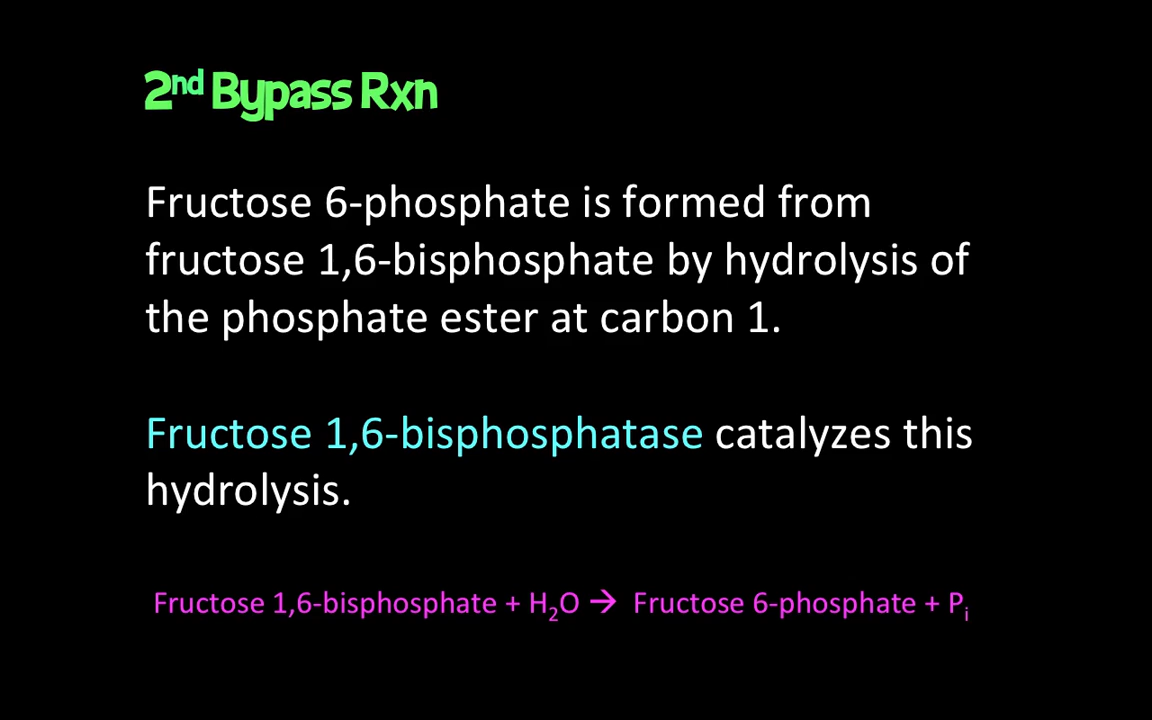 2nd Bypass Rxn
Fructose 6-phosphate is formed from
fructose 1,6-bisphosphate by hydrolysis of
the phosphate ester at carbon 1.
Fructose 1,6-bisphosphatase catalyzes this
hydrolysis.
Fructose 1,6-bisphosphate + H₂O → Fructose 6-phosphate + Pᵢ